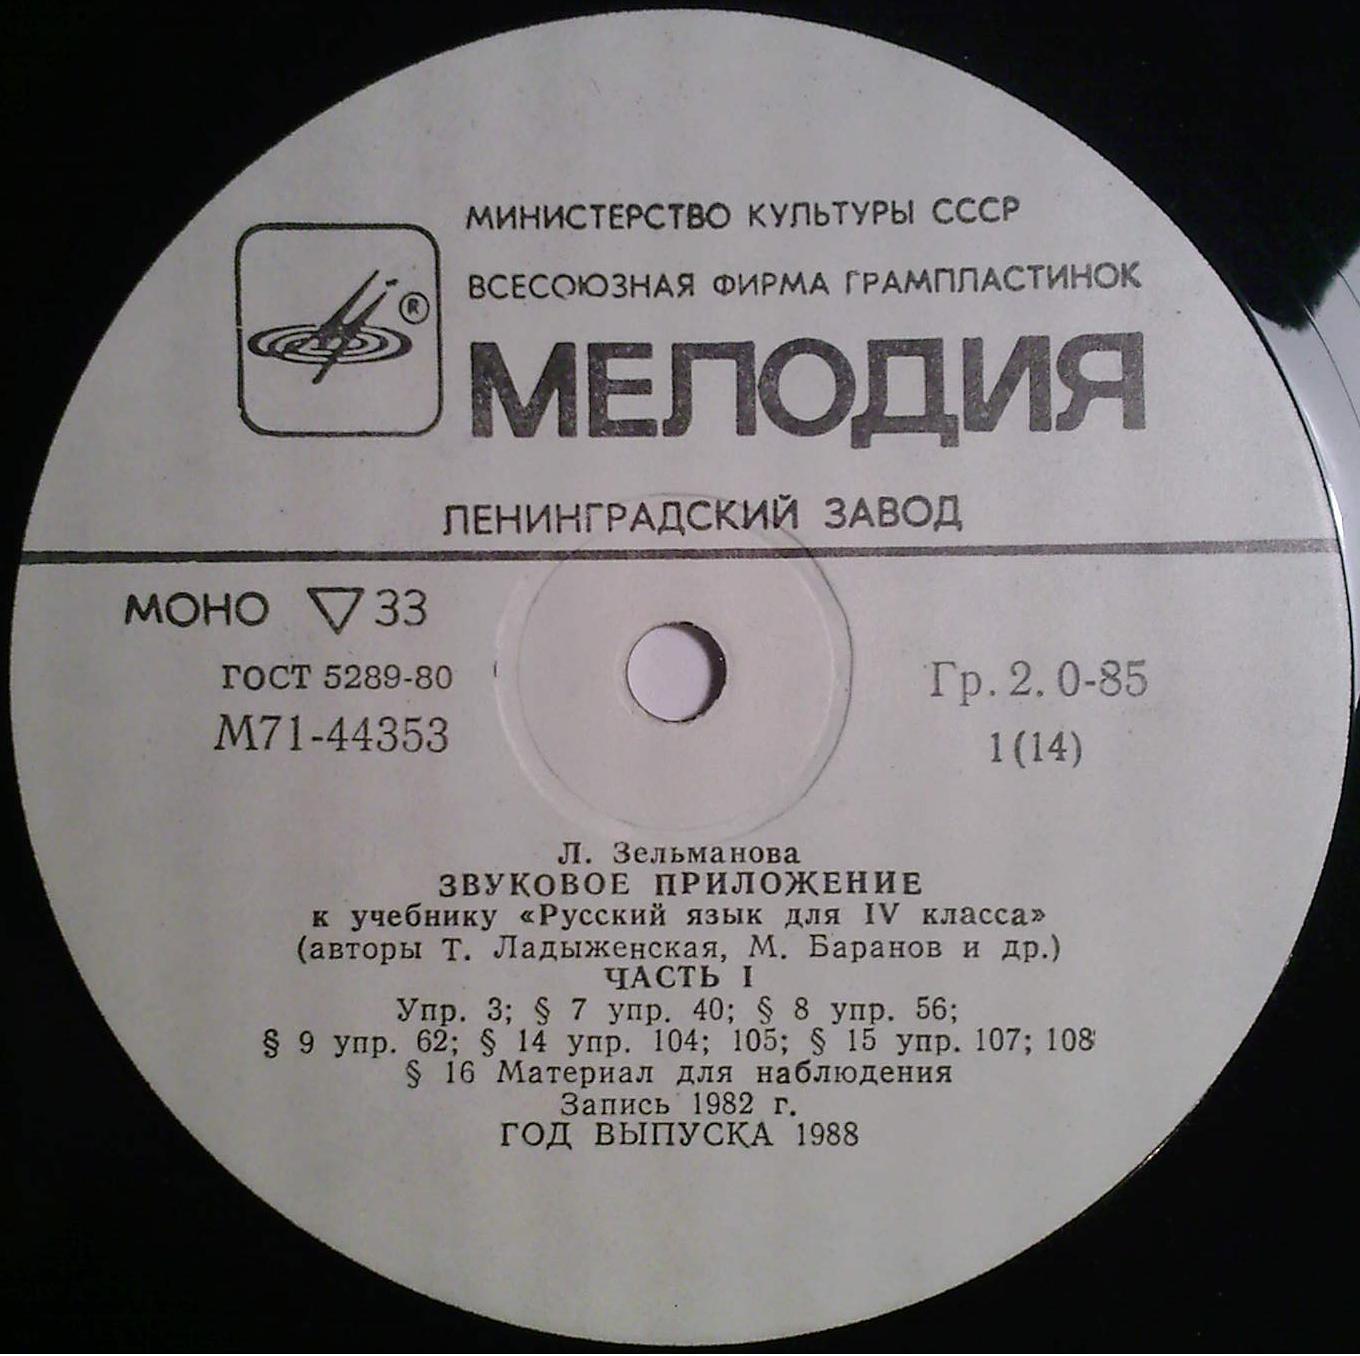 МИНИСТЕРСТВО КУЛЬТУРЫ СССР
ВСЕСОЮЗНАЯ ФИРМА ГРАМПЛАСТИНОК
®
МЕЛОДИЯ
ЛЕНИНГРАДСКИЙ ЗАВОД
МОНО ▽ 33
ГОСТ 5289-80
М71-44353
Гр. 2. 0-85
1(14)
Л. Зельманова
ЗВУКОВОЕ ПРИЛОЖЕНИЕ
к учебнику «Русский язык для IV класса»
(авторы Т. Ладыженская, М. Баранов и др.)
ЧАСТЬ I
Упр. 3; § 7 упр. 40; § 8 упр. 56;
§ 9 упр. 62; § 14 упр. 104; 105; § 15 упр. 107; 108
§ 16 Материал для наблюдения
Запись 1982 г.
ГОД ВЫПУСКА 1988